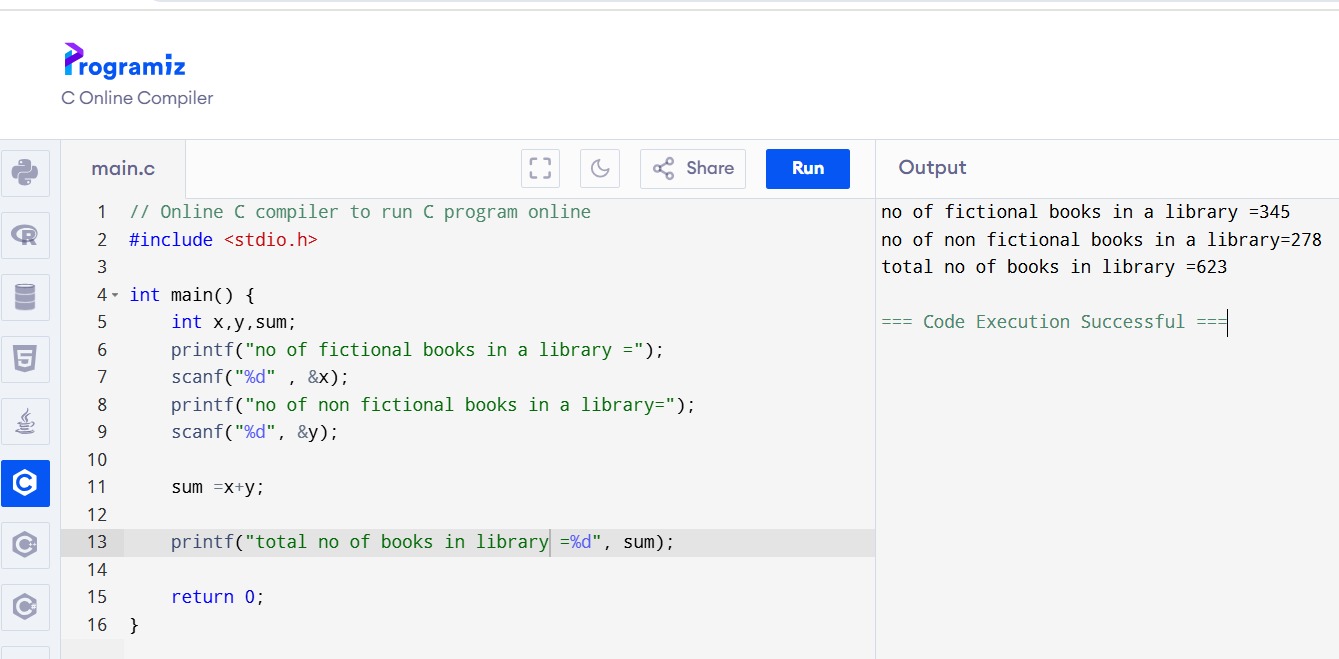 Programiz
C Online Compiler
main.c
Share
Run
Output
1 // Online C compiler to run C program online
2 #include <stdio.h>
3
4 int main() {
5     int x,y,sum;
6     printf("no of fictional books in a library =");
7     scanf("%d" , &x);
8     printf("no of non fictional books in a library=");
9     scanf("%d", &y);
10
11     sum =x+y;
12
13     printf("total no of books in library =%d", sum);
14
15     return 0;
16 }
no of fictional books in a library =345
no of non fictional books in a library=278
total no of books in library =623
=== Code Execution Successful ===